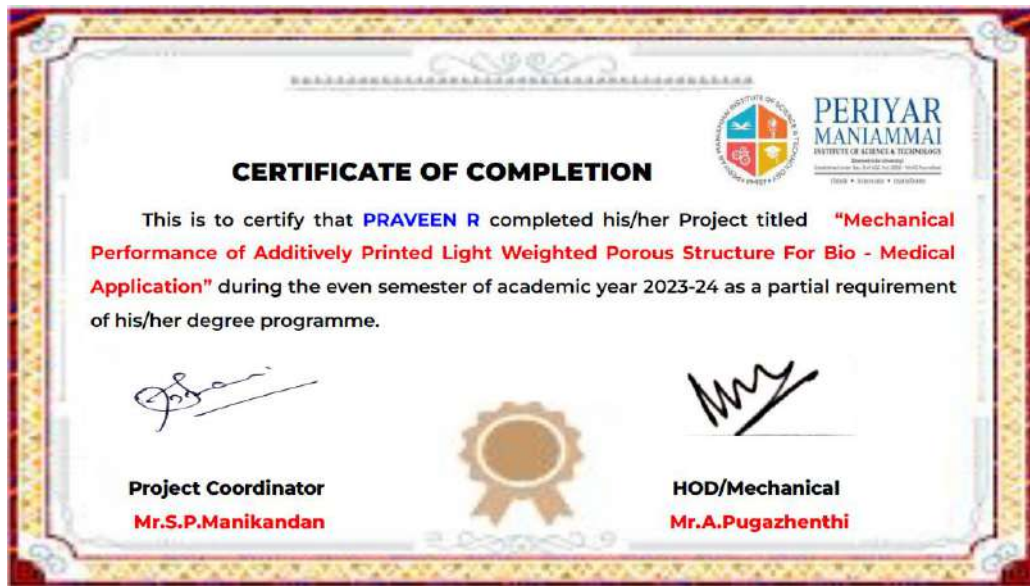 PERIYAR
MANIAMMAI
INSTITUTE OF SCIENCE & TECHNOLOGY
think • innovate • transform
CERTIFICATE OF COMPLETION
This is to certify that PRAVEEN R completed his/her Project titled “Mechanical
Performance of Additively Printed Light Weighted Porous Structure For Bio - Medical
Application” during the even semester of academic year 2023-24 as a partial requirement
of his/her degree programme.
Project Coordinator
Mr.S.P.Manikandan
HOD/Mechanical
Mr.A.Pugazhenthi